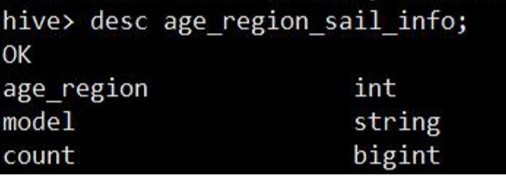 hive> desc age_region_sail_info;
OK
age_region int
model string
count bigint